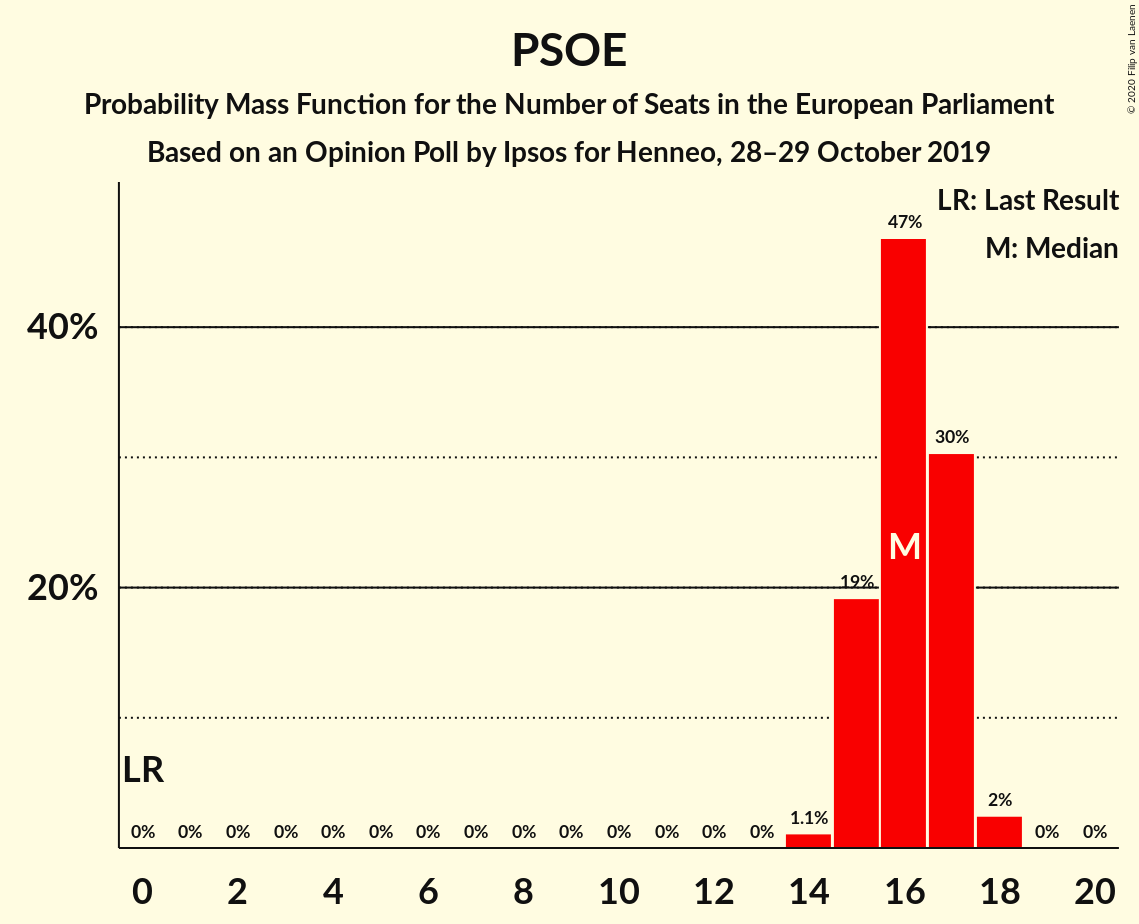 PSOE
Probability Mass Function for the Number of Seats in the European Parliament
Based on an Opinion Poll by Ipsos for Henneo, 28–29 October 2019
© 2020 Filip van Laenen
LR: Last Result
M: Median
47%
40%
30%
M
19%
20%
LR
2%
1.1%
0% 0% 0% 0% 0% 0% 0% 0% 0% 0% 0% 0% 0% 0% 0% 0%
0 2 4 6 8 10 12 14 16 18 20